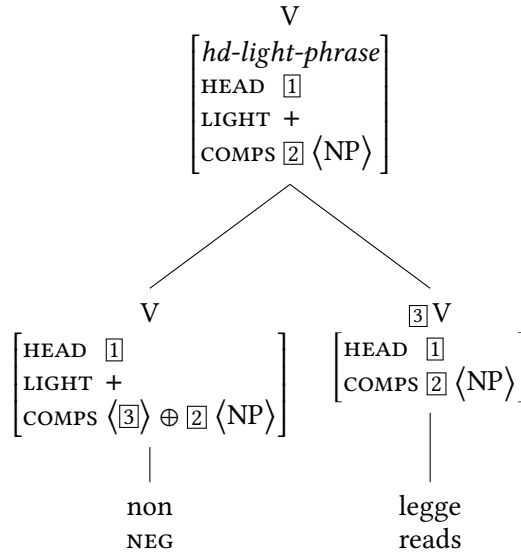 V
hd-light-phrase
HEAD 1
LIGHT +
COMPS 2 ⟨NP⟩
V
3 V
HEAD 1
LIGHT +
COMPS ⟨3⟩ ⊕ 2 ⟨NP⟩
HEAD 1
COMPS 2 ⟨NP⟩
non
NEG
legge
reads